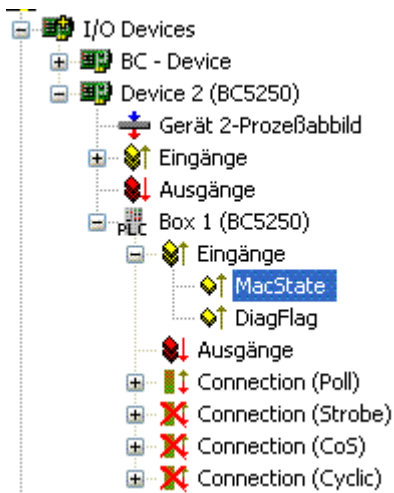 I/O Devices
BC - Device
Device 2 (BC5250)
Gerät 2-Prozeßabbild
Eingänge
Ausgänge
PLC Box 1 (BC5250)
Eingänge
MacState
DiagFlag
Ausgänge
Connection (Poll)
Connection (Strobe)
Connection (CoS)
Connection (Cyclic)